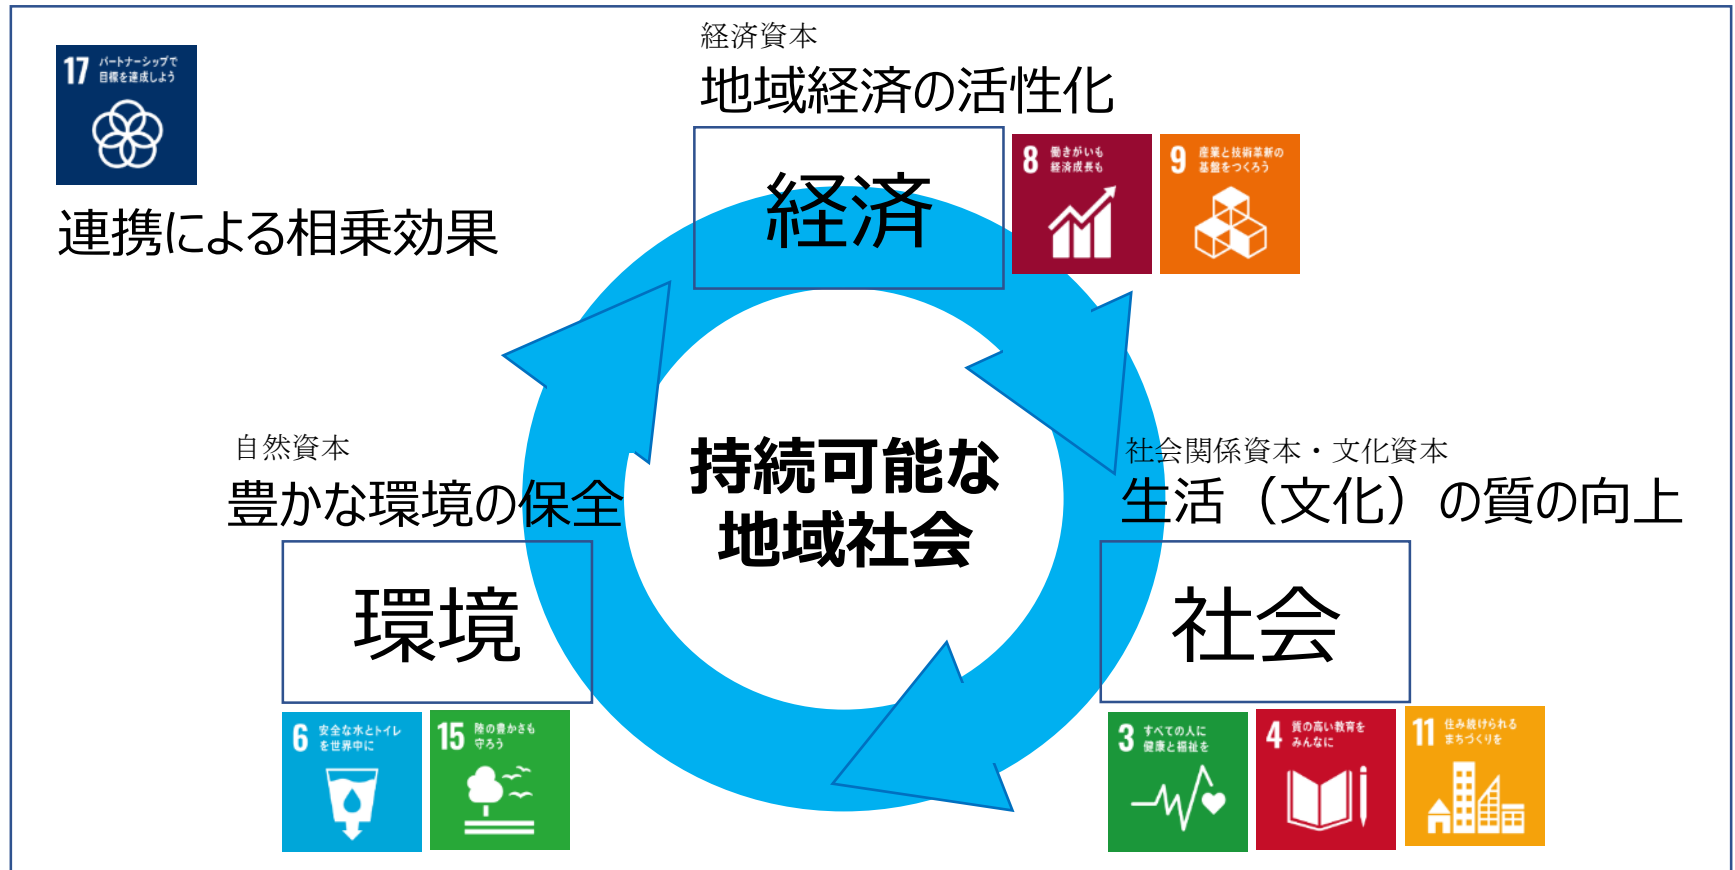 経済資本
地域経済の活性化
17 パートナーシップで
目標を達成しよう
連携による相乗効果
経済
8 働きがいも
経済成長も
9 産業と技術革新の
基盤をつくろう
自然資本
豊かな環境の保全
持続可能な
地域社会
社会関係資本・文化資本
生活（文化）の質の向上
環境
社会
6 安全な水とトイレ
を世界中に
15 陸の豊かさも
守ろう
3 すべての人に
健康と福祉を
4 質の高い教育を
みんなに
11 住み続けられる
まちづくりを